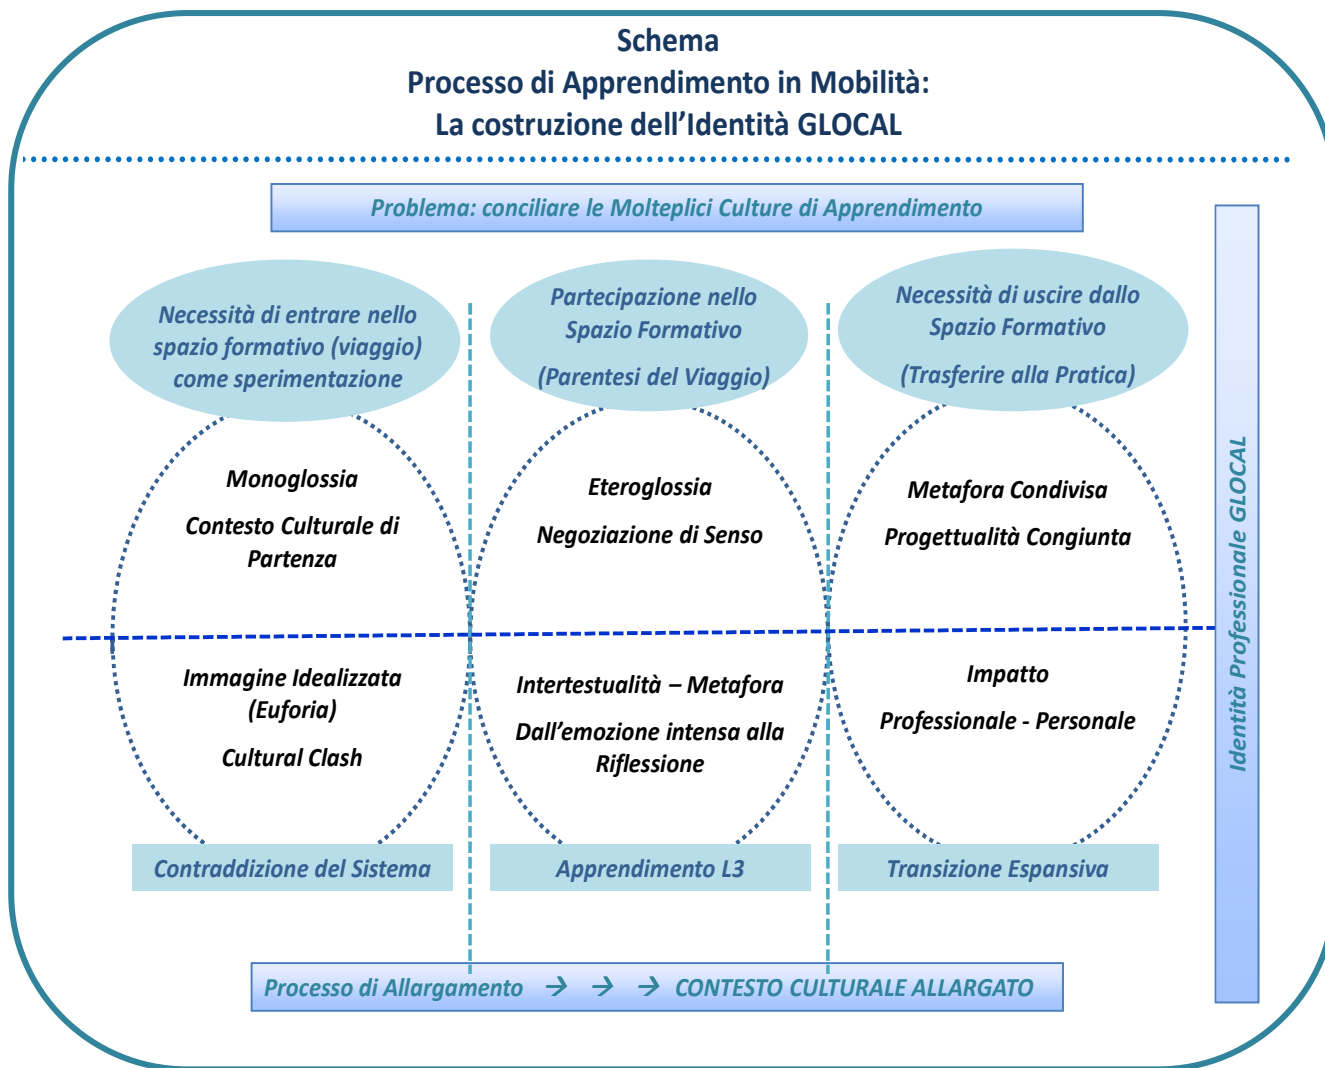 Schema
Processo di Apprendimento in Mobilità:
La costruzione dell'Identità GLOCAL
Problema: conciliare le Molteplici Culture di Apprendimento
Necessità di entrare nello
spazio formativo (viaggio)
come sperimentazione
Partecipazione nello
Spazio Formativo
(Parentesi del Viaggio)
Necessità di uscire dallo
Spazio Formativo
(Trasferire alla Pratica)
Monoglossia
Contesto Culturale di
Partenza
Eteroglossia
Negoziazione di Senso
Metafora Condivisa
Progettualità Congiunta
Immagine Idealizzata
(Euforia)
Cultural Clash
Intertestualità – Metafora
Dall'emozione intensa alla
Riflessione
Impatto
Professionale - Personale
Contraddizione del Sistema
Apprendimento L3
Transizione Espansiva
Processo di Allargamento → → → CONTESTO CULTURALE ALLARGATO
Identità Professionale GLOCAL